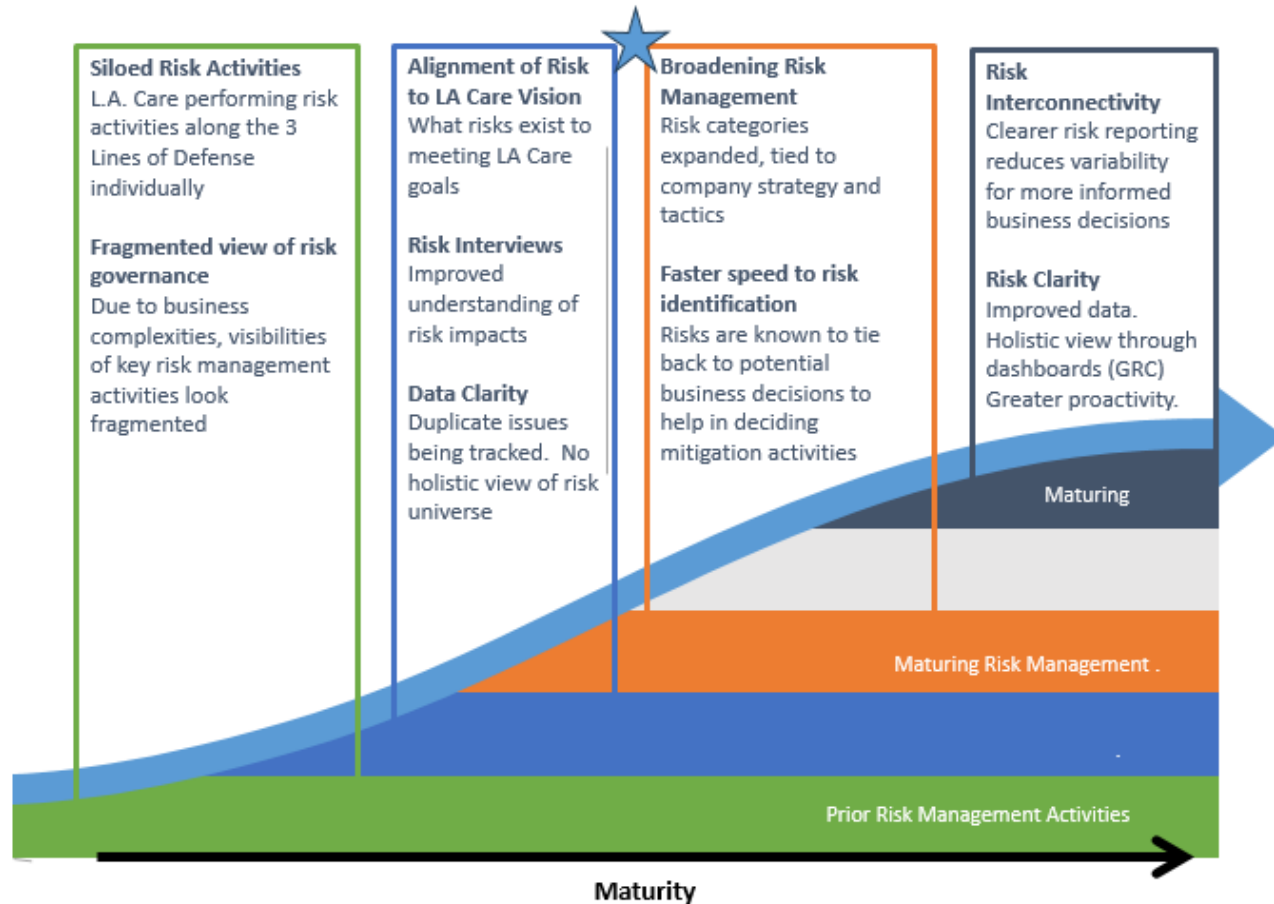 Siloed Risk Activities
L.A. Care performing risk
activities along the 3
Lines of Defense
individually
Fragmented view of risk
governance
Due to business
complexities, visibilities
of key risk management
activities look
fragmented
Alignment of Risk
to LA Care Vision
What risks exist to
meeting LA Care
goals
Risk Interviews
Improved
understanding of
risk impacts
Data Clarity
Duplicate issues
being tracked.  No
holistic view of risk
universe
Broadening Risk
Management
Risk categories
expanded, tied to
company strategy and
tactics
Faster speed to risk
identification
Risks are known to tie
back to potential
business decisions to
help in deciding
mitigation activities
Risk
Interconnectivity
Clearer risk reporting
reduces variability
for more informed
business decisions
Risk Clarity
Improved data.
Holistic view through
dashboards (GRC)
Greater proactivity.
Maturing
Maturing Risk Management .
.
Prior Risk Management Activities
Maturity